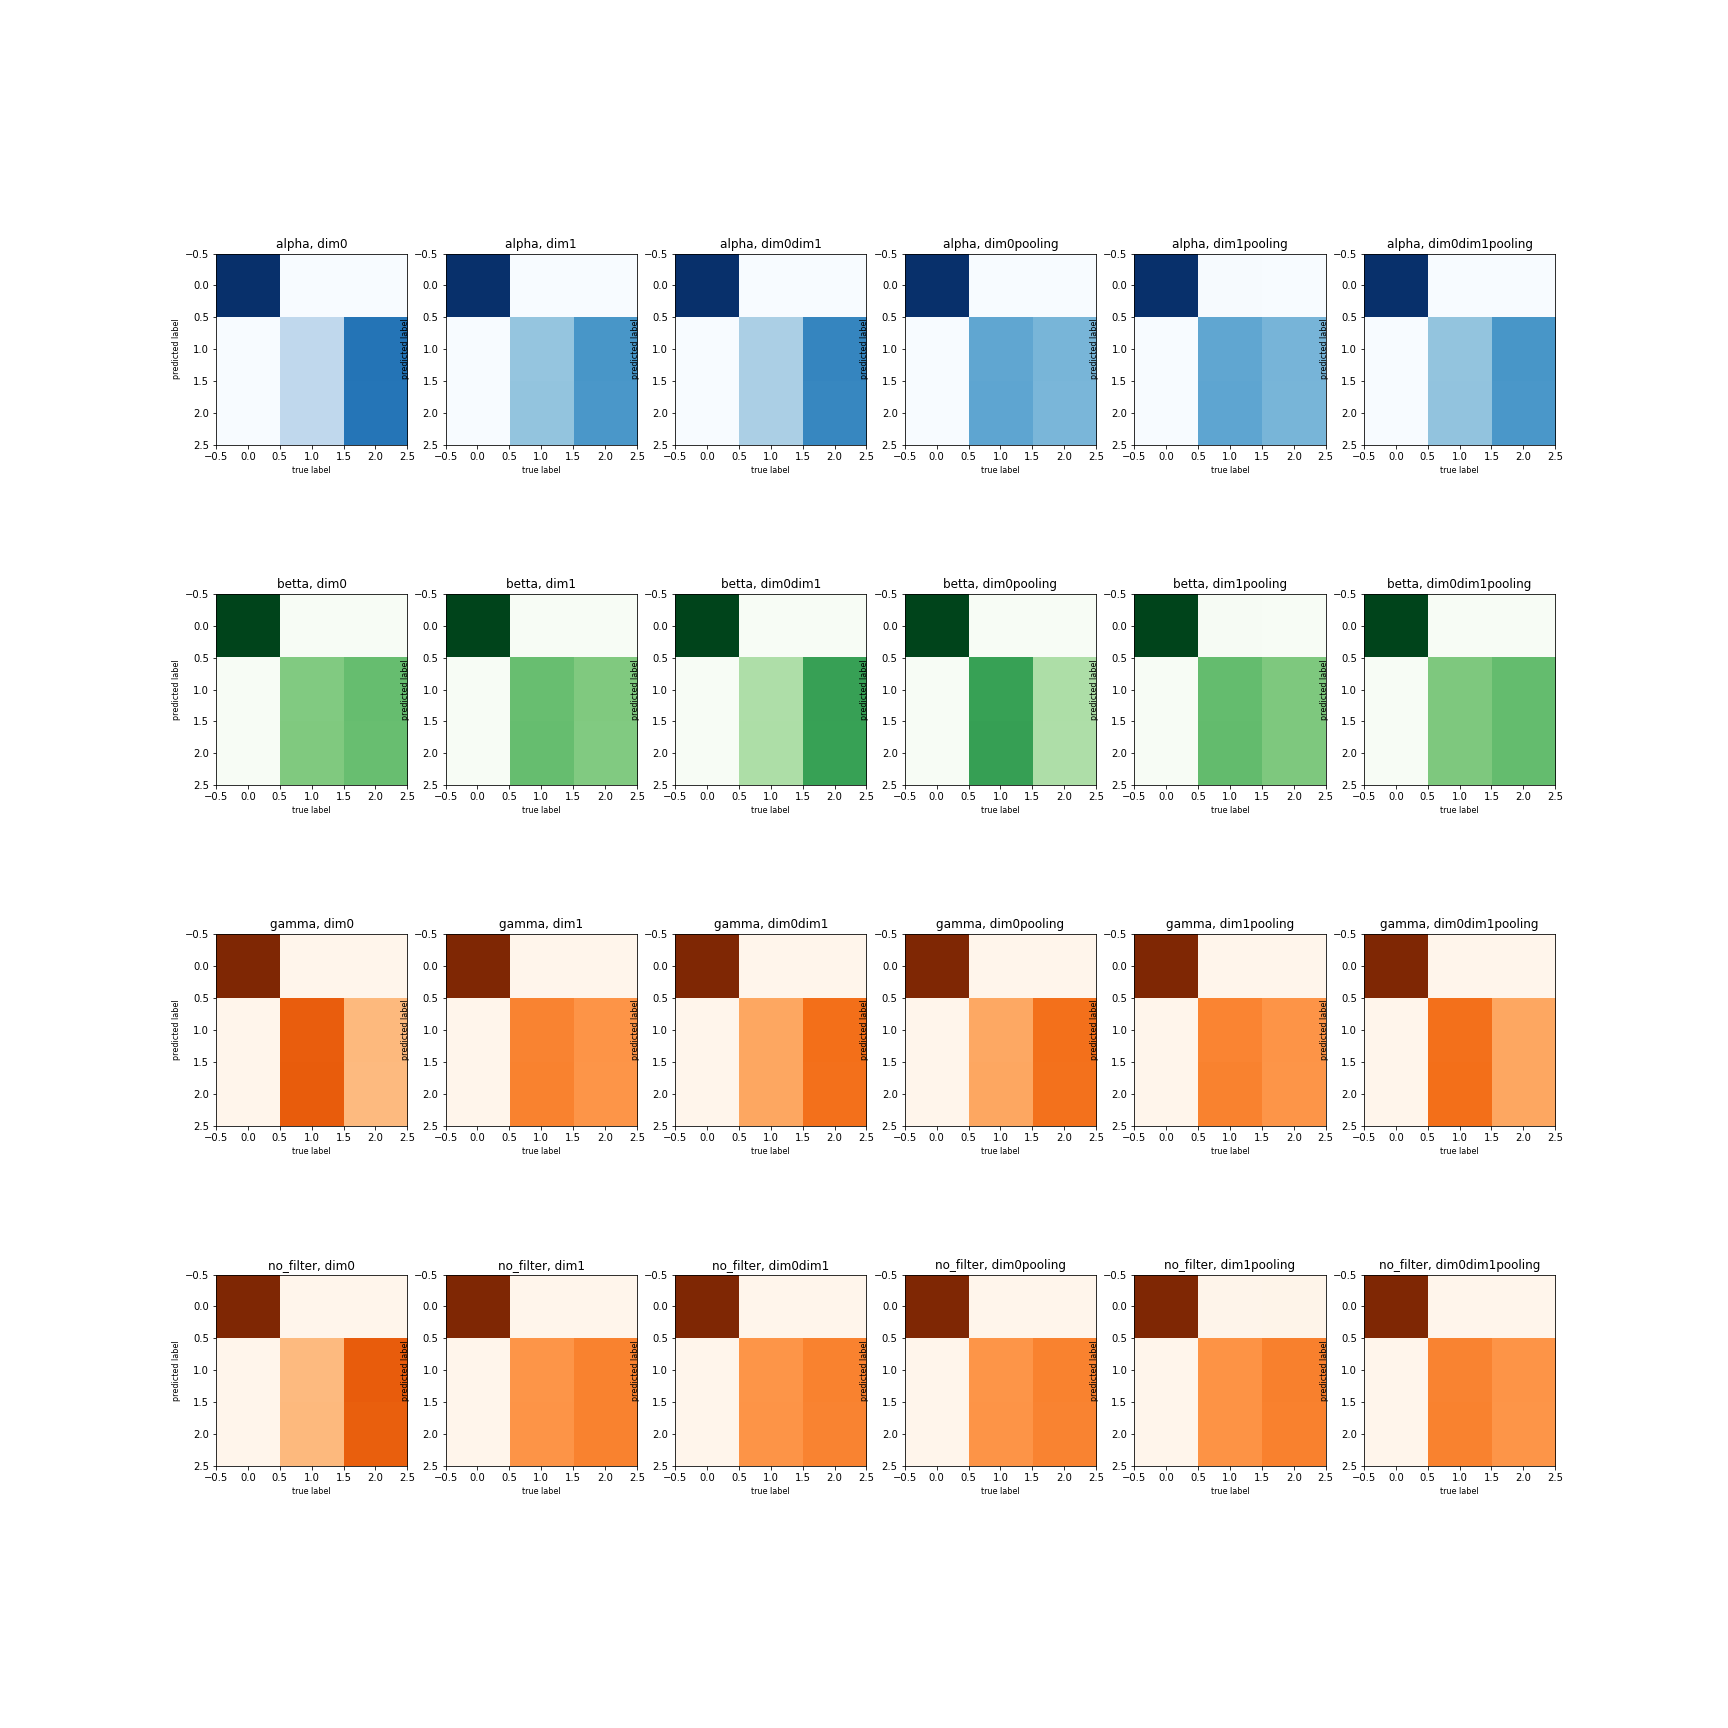 alpha, dim0 alpha, dim1 alpha, dim0dim1 alpha, dim0pooling alpha, dim1pooling alpha, dim0dim1pooling
−0.5 −0.5 −0.5 −0.5 −0.5 −0.5
0.0 0.0 0.0 0.0 0.0 0.0
0.5 0.5 0.5 0.5 0.5 0.5
predicted label predicted label predicted label predicted label predicted label predicted label
1.0 1.0 1.0 1.0 1.0 1.0
1.5 1.5 1.5 1.5 1.5 1.5
2.0 2.0 2.0 2.0 2.0 2.0
2.5 2.5 2.5 2.5 2.5 2.5
−0.5 0.0 0.5 1.0 1.5 2.0 2.5 −0.5 0.0 0.5 1.0 1.5 2.0 2.5 −0.5 0.0 0.5 1.0 1.5 2.0 2.5 −0.5 0.0 0.5 1.0 1.5 2.0 2.5 −0.5 0.0 0.5 1.0 1.5 2.0 2.5 −0.5 0.0 0.5 1.0 1.5 2.0 2.5
true label true label true label true label true label true label
betta, dim0 betta, dim1 betta, dim0dim1 betta, dim0pooling betta, dim1pooling betta, dim0dim1pooling
−0.5 −0.5 −0.5 −0.5 −0.5 −0.5
0.0 0.0 0.0 0.0 0.0 0.0
0.5 0.5 0.5 0.5 0.5 0.5
predicted label predicted label predicted label predicted label predicted label predicted label
1.0 1.0 1.0 1.0 1.0 1.0
1.5 1.5 1.5 1.5 1.5 1.5
2.0 2.0 2.0 2.0 2.0 2.0
2.5 2.5 2.5 2.5 2.5 2.5
−0.5 0.0 0.5 1.0 1.5 2.0 2.5 −0.5 0.0 0.5 1.0 1.5 2.0 2.5 −0.5 0.0 0.5 1.0 1.5 2.0 2.5 −0.5 0.0 0.5 1.0 1.5 2.0 2.5 −0.5 0.0 0.5 1.0 1.5 2.0 2.5 −0.5 0.0 0.5 1.0 1.5 2.0 2.5
true label true label true label true label true label true label
gamma, dim0 gamma, dim1 gamma, dim0dim1 gamma, dim0pooling gamma, dim1pooling gamma, dim0dim1pooling
−0.5 −0.5 −0.5 −0.5 −0.5 −0.5
0.0 0.0 0.0 0.0 0.0 0.0
0.5 0.5 0.5 0.5 0.5 0.5
predicted label predicted label predicted label predicted label predicted label predicted label
1.0 1.0 1.0 1.0 1.0 1.0
1.5 1.5 1.5 1.5 1.5 1.5
2.0 2.0 2.0 2.0 2.0 2.0
2.5 2.5 2.5 2.5 2.5 2.5
−0.5 0.0 0.5 1.0 1.5 2.0 2.5 −0.5 0.0 0.5 1.0 1.5 2.0 2.5 −0.5 0.0 0.5 1.0 1.5 2.0 2.5 −0.5 0.0 0.5 1.0 1.5 2.0 2.5 −0.5 0.0 0.5 1.0 1.5 2.0 2.5 −0.5 0.0 0.5 1.0 1.5 2.0 2.5
true label true label true label true label true label true label
no_filter, dim0 no_filter, dim1 no_filter, dim0dim1 no_filter, dim0pooling no_filter, dim1pooling no_filter, dim0dim1pooling
−0.5 −0.5 −0.5 −0.5 −0.5 −0.5
0.0 0.0 0.0 0.0 0.0 0.0
0.5 0.5 0.5 0.5 0.5 0.5
predicted label predicted label predicted label predicted label predicted label predicted label
1.0 1.0 1.0 1.0 1.0 1.0
1.5 1.5 1.5 1.5 1.5 1.5
2.0 2.0 2.0 2.0 2.0 2.0
2.5 2.5 2.5 2.5 2.5 2.5
−0.5 0.0 0.5 1.0 1.5 2.0 2.5 −0.5 0.0 0.5 1.0 1.5 2.0 2.5 −0.5 0.0 0.5 1.0 1.5 2.0 2.5 −0.5 0.0 0.5 1.0 1.5 2.0 2.5 −0.5 0.0 0.5 1.0 1.5 2.0 2.5 −0.5 0.0 0.5 1.0 1.5 2.0 2.5
true label true label true label true label true label true label